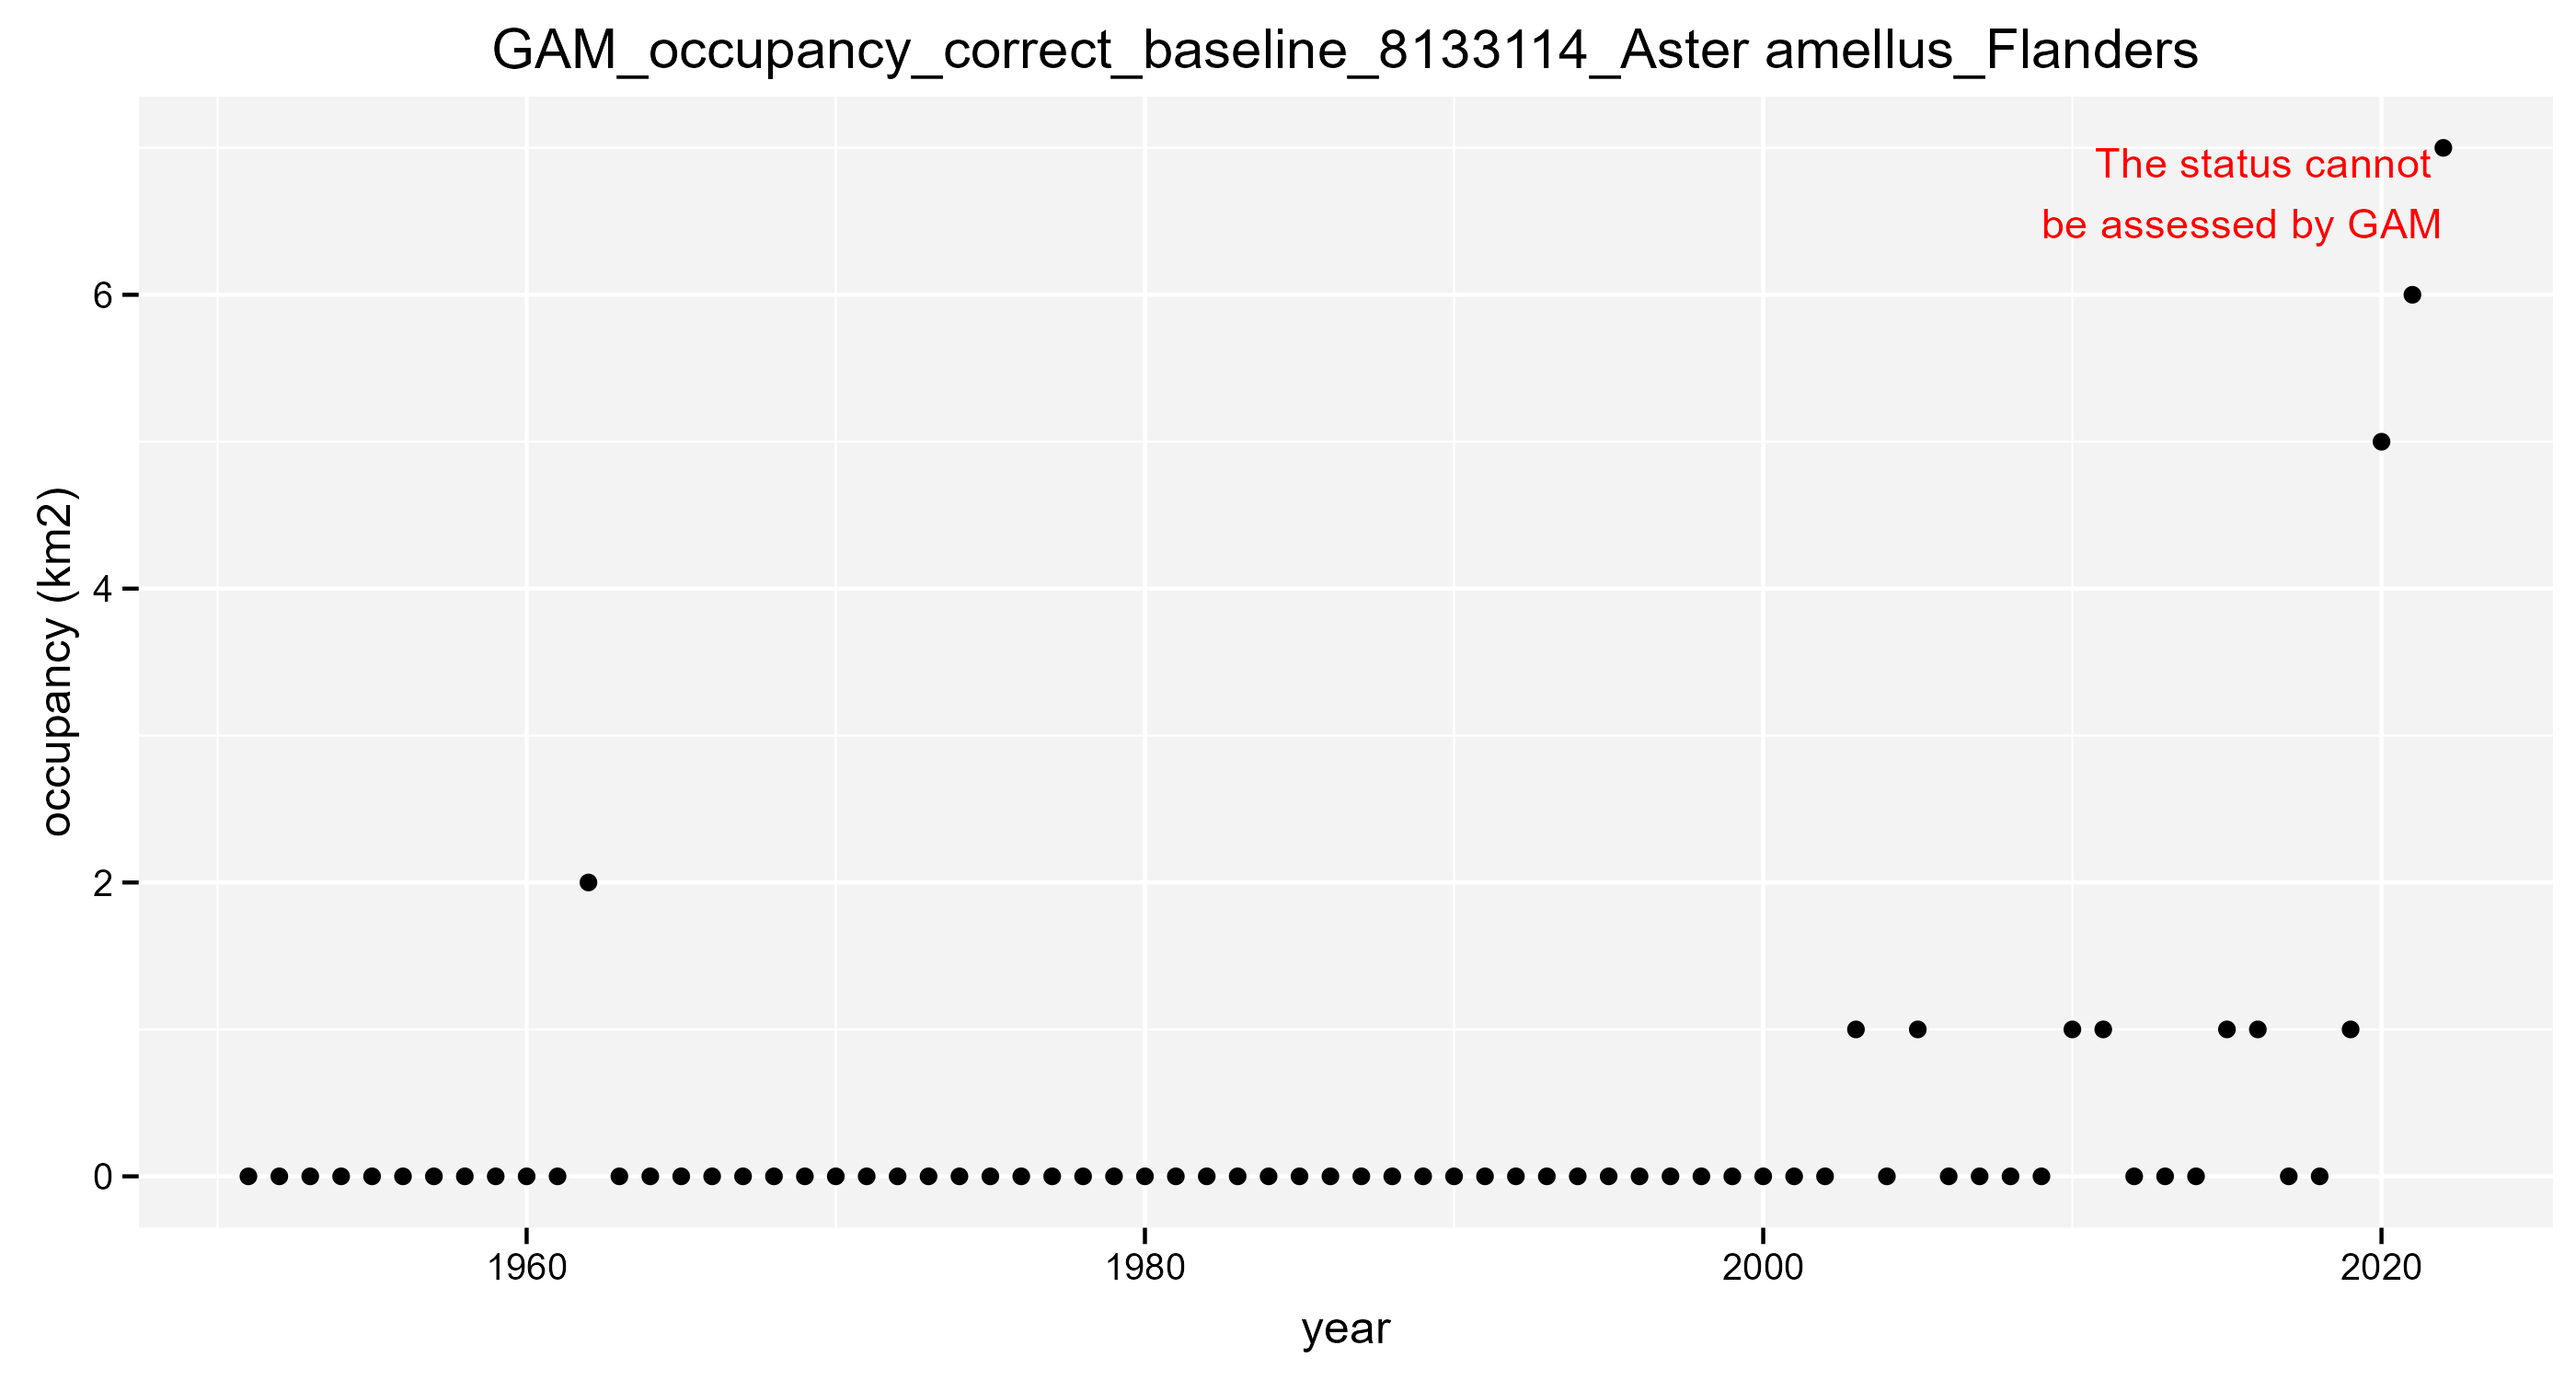 GAM_occupancy_correct_baseline_8133114_Aster amellus_Flanders
The status cannot
be assessed by GAM
occupancy (km2)
6
4
2
0
1960 1980 2000 2020
year